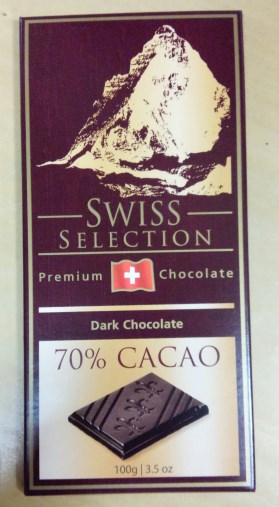 SWISS
SELECTION
Premium Chocolate
Dark Chocolate
70% CACAO
100g | 3.5 oz